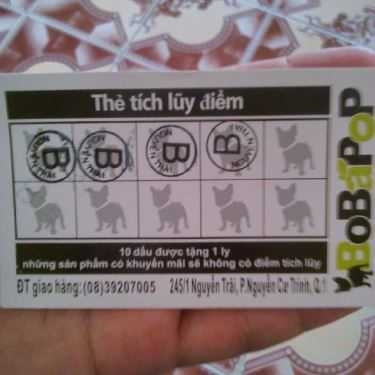 Thẻ tích lũy điểm
B
B
B
B
10 dấu được tặng 1 ly
những sản phẩm có khuyến mãi sẽ không có điểm tích lũy
ĐT giao hàng:(08)39207005 245/1 Nguyễn Trãi, P.Nguyễn Cư Trinh, Q.1
BoBaPoP